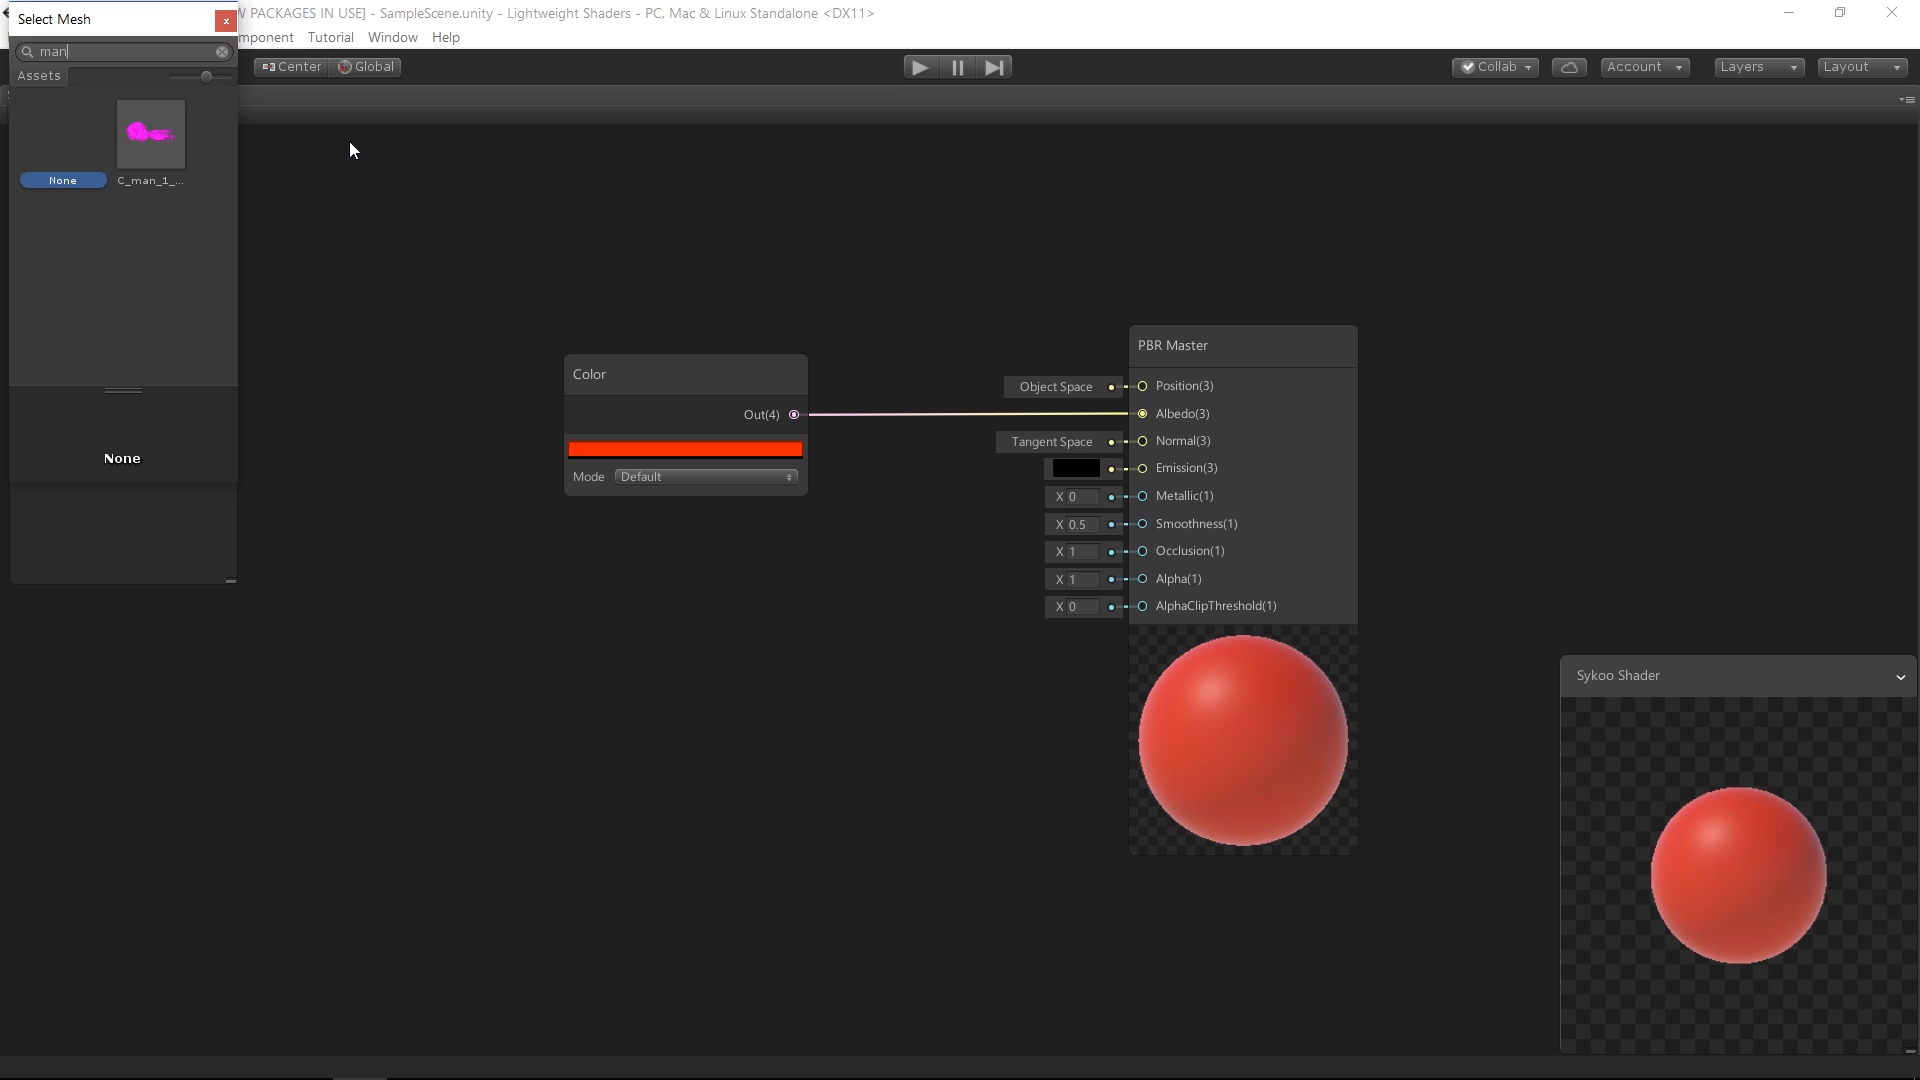 Select Mesh
x
PACKAGES IN USE] - SampleScene.unity - Lightweight Shaders - PC, Mac & Linux Standalone <DX11>
man
mponent Tutorial Window Help
Assets
Center Global
Collab Account Layers Layout
None C_man_1_...
None
Color
Out(4)
Mode Default
PBR Master
Object Space Position(3)
Albedo(3)
Tangent Space Normal(3)
Emission(3)
X 0 Metallic(1)
X 0.5 Smoothness(1)
X 1 Occlusion(1)
X 1 Alpha(1)
X 0 AlphaClipThreshold(1)
Sykoo Shader